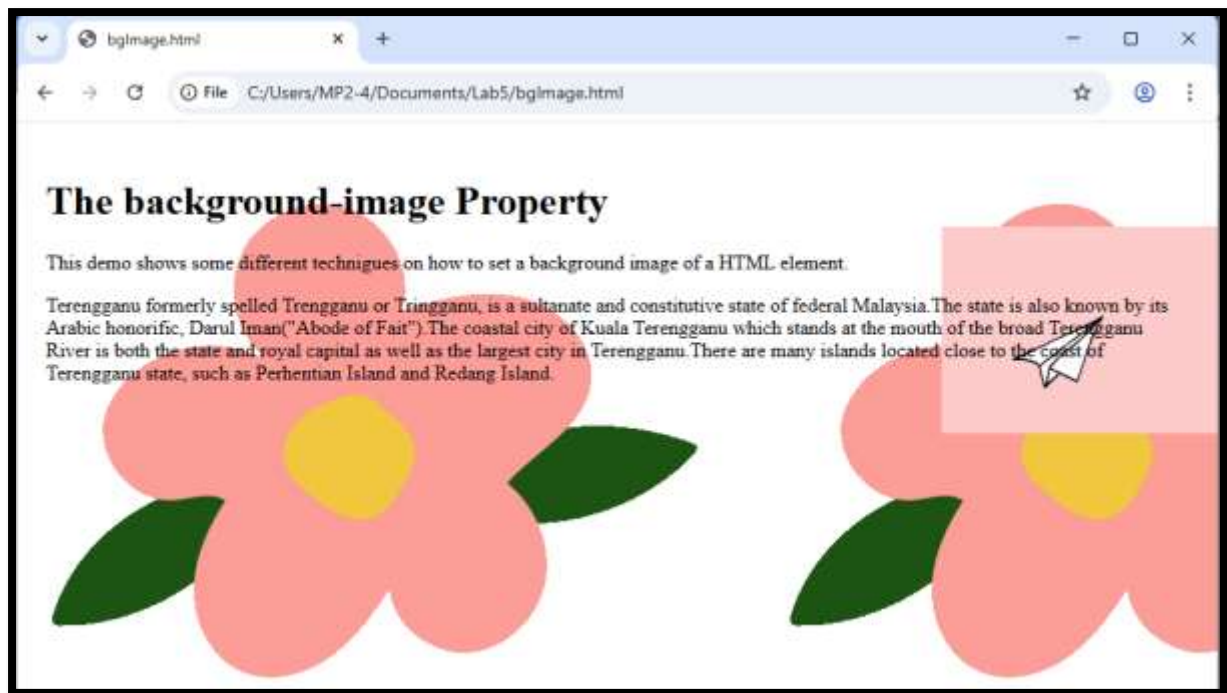 bgImage.html
File C:/Users/MP2-4/Documents/Lab5/bgImage.html
The background-image Property
This demo shows some different technigues on how to set a background image of a HTML element.
Terengganu formerly spelled Trengganu or Tringganu, is a sultanate and constitutive state of federal Malaysia.The state is also known by its
Arabic honorific, Darul Iman("Abode of Fait").The coastal city of Kuala Terengganu which stands at the mouth of the broad Terengganu
River is both the state and royal capital as well as the largest city in Terengganu.There are many islands located close to the coast of
Terengganu state, such as Perhentian Island and Redang Island.